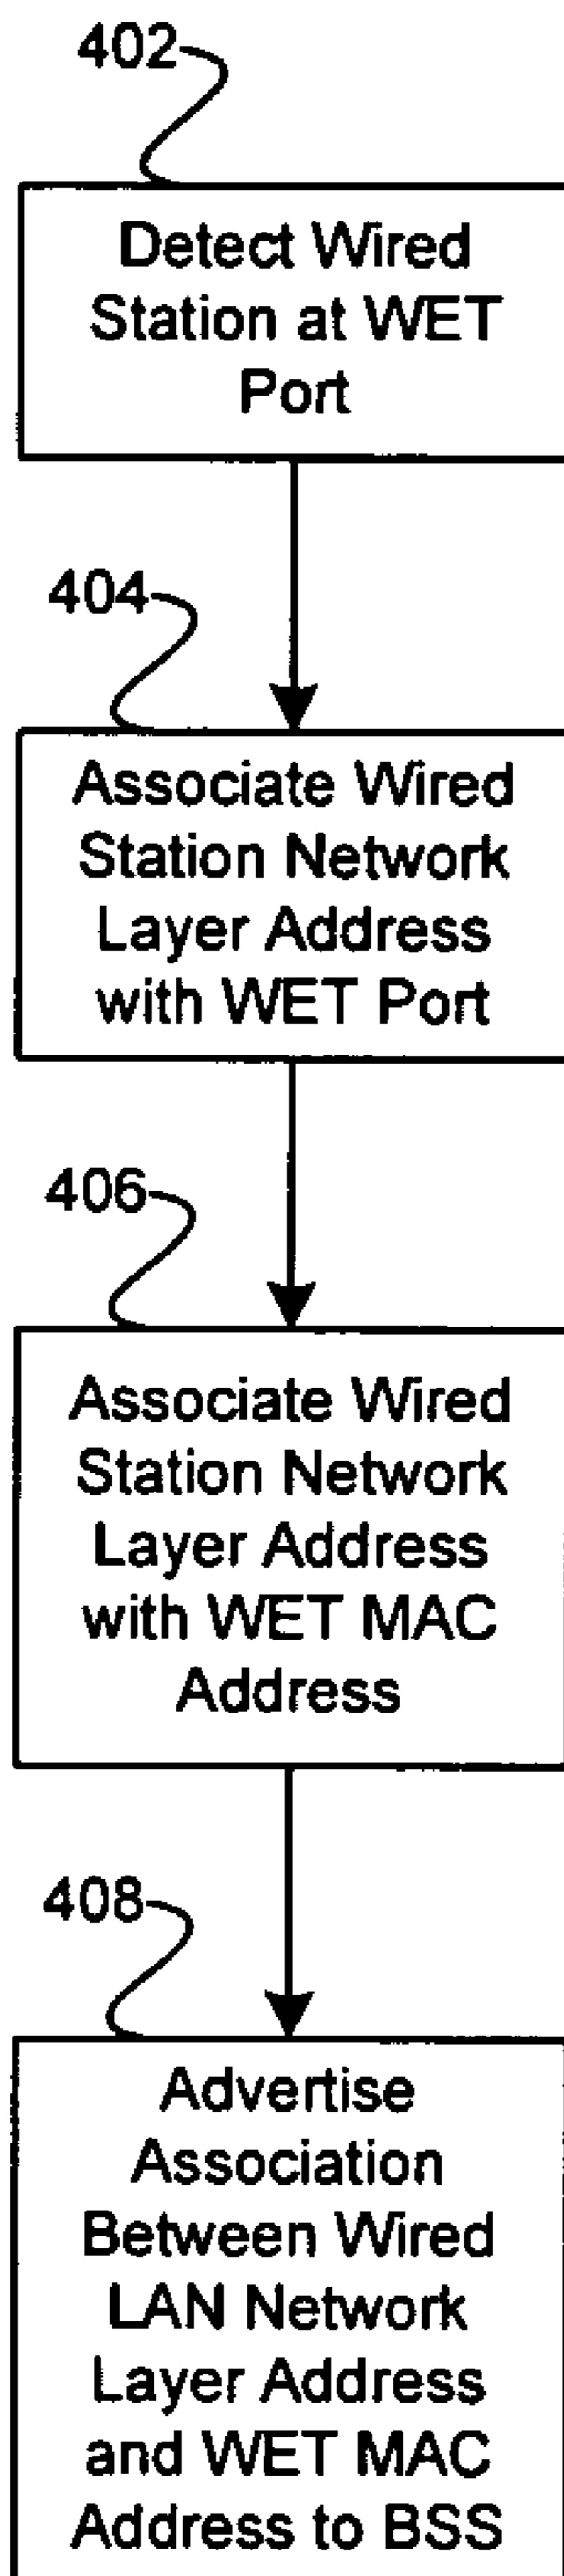 402
Detect Wired
Station at WET
Port
404
Associate Wired
Station Network
Layer Address
with WET Port
406
Associate Wired
Station Network
Layer Address
with WET MAC
Address
408
Advertise
Association
Between Wired
LAN Network
Layer Address
and WET MAC
Address to BSS